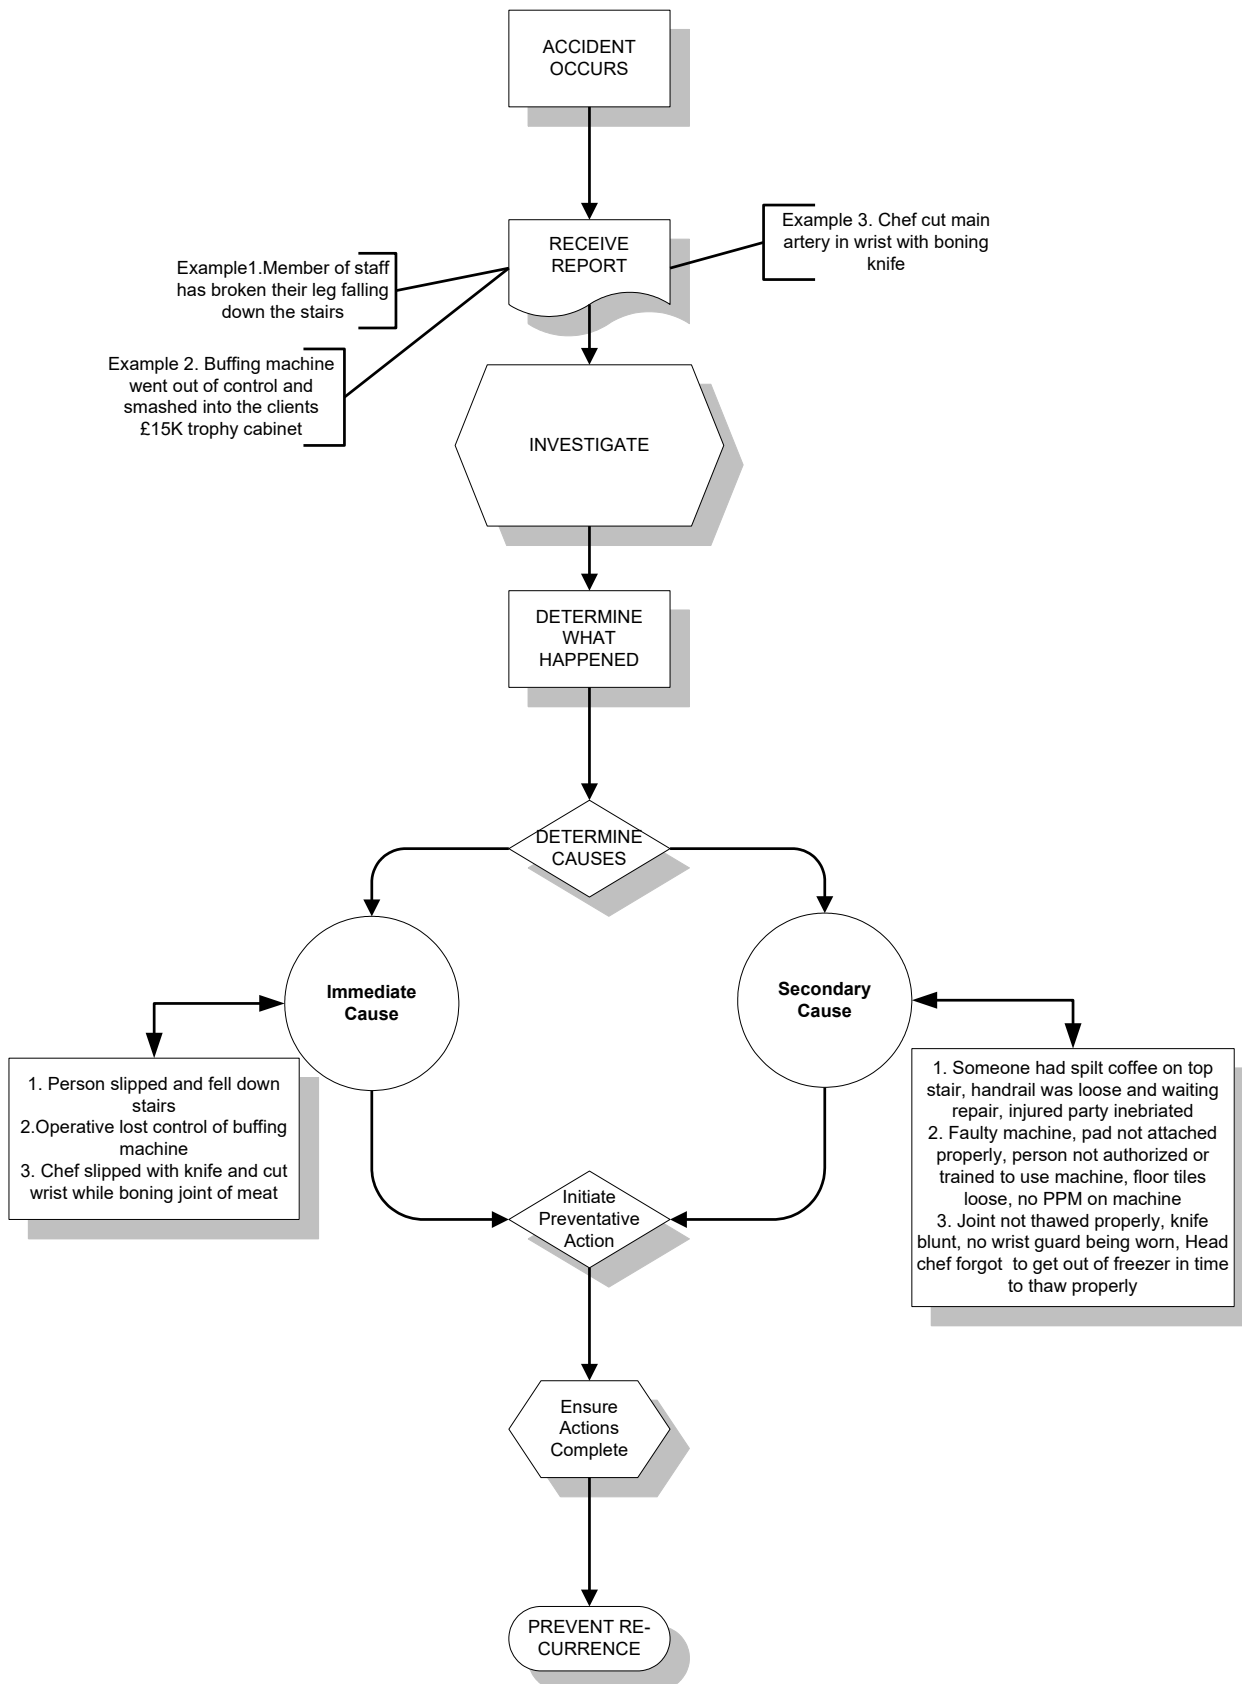 ACCIDENT
OCCURS
RECEIVE
REPORT
Example 3. Chef cut main
artery in wrist with boning
knife
Example1.Member of staff
has broken their leg falling
down the stairs
Example 2. Buffing machine
went out of control and
smashed into the clients
£15K trophy cabinet
INVESTIGATE
DETERMINE
WHAT
HAPPENED
DETERMINE
CAUSES
Immediate
Cause
Secondary
Cause
1. Person slipped and fell down
stairs
2.Operative lost control of buffing
machine
3. Chef slipped with knife and cut
wrist while boning joint of meat
1. Someone had spilt coffee on top
stair, handrail was loose and waiting
repair, injured party inebriated
2. Faulty machine, pad not attached
properly, person not authorized or
trained to use machine, floor tiles
loose, no PPM on machine
3. Joint not thawed properly, knife
blunt, no wrist guard being worn, Head
chef forgot to get out of freezer in time
to thaw properly
Initiate
Preventative
Action
Ensure
Actions
Complete
PREVENT RE-
CURRENCE